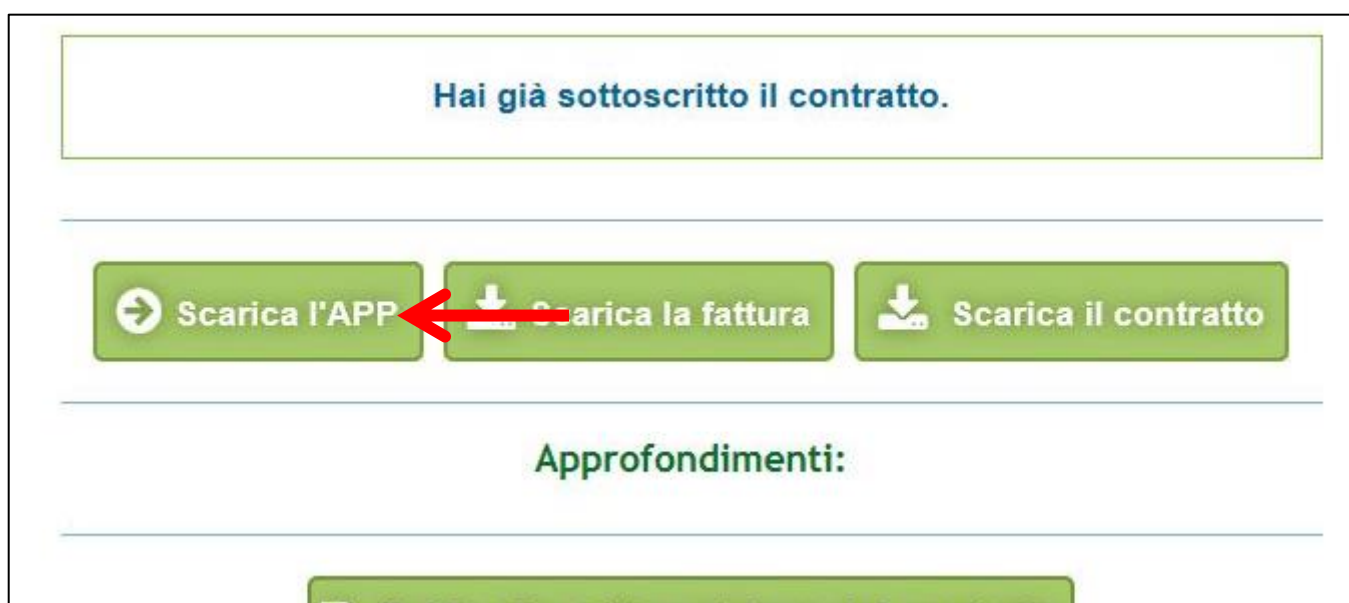 Hai già sottoscritto il contratto.
Scarica l'APP
Scarica la fattura
Scarica il contratto
Approfondimenti: